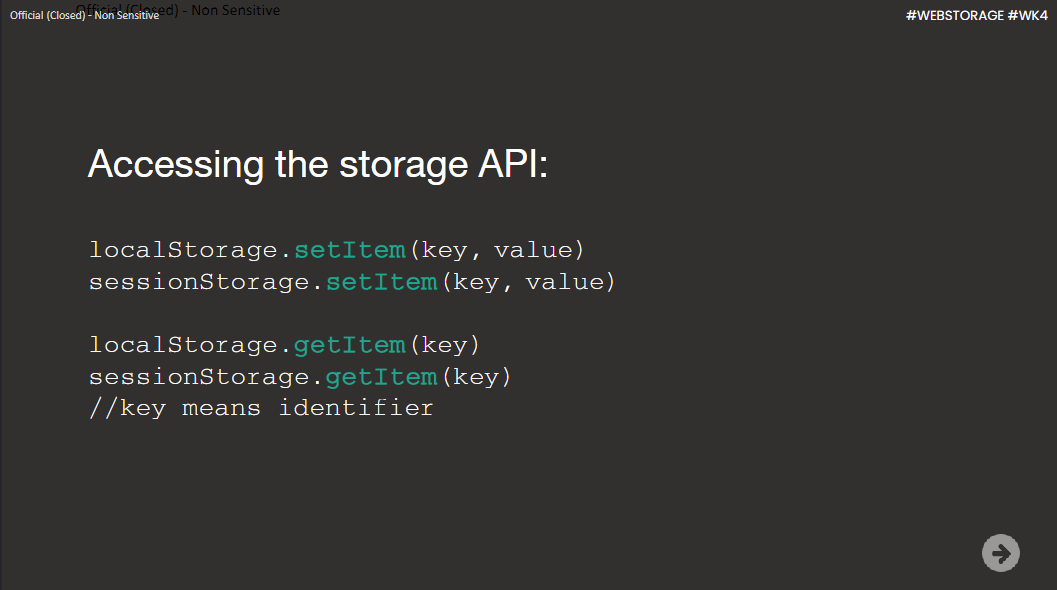 Official (Closed) - Non Sensitive
Official (Closed) - Non Sensitive
#WEBSTORAGE #WK4
Accessing the storage API:
localStorage.setItem(key, value)
sessionStorage.setItem(key, value)
localStorage.getItem(key)
sessionStorage.getItem(key)
//key means identifier